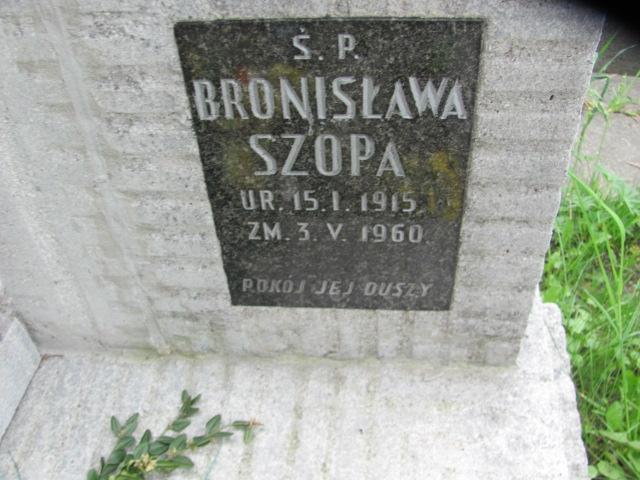 Ś. P.
BRONISŁAWA
SZOPA
UR. 15. I. 1915.
ZM. 3. V. 1960.
POKÓJ JEJ DUSZY